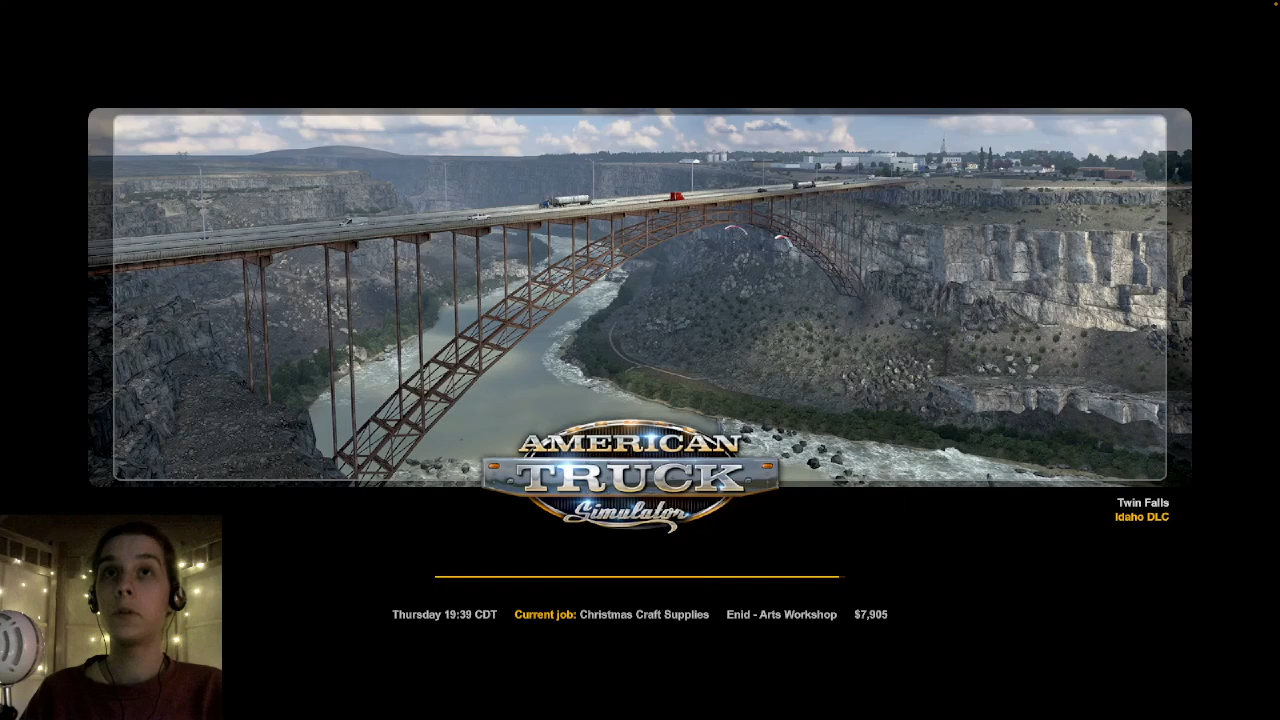 AMERICAN
TRUCK
Simulator
Twin Falls
Idaho DLC
Thursday 19:39 CDT Current job: Christmas Craft Supplies Enid - Arts Workshop $7,905